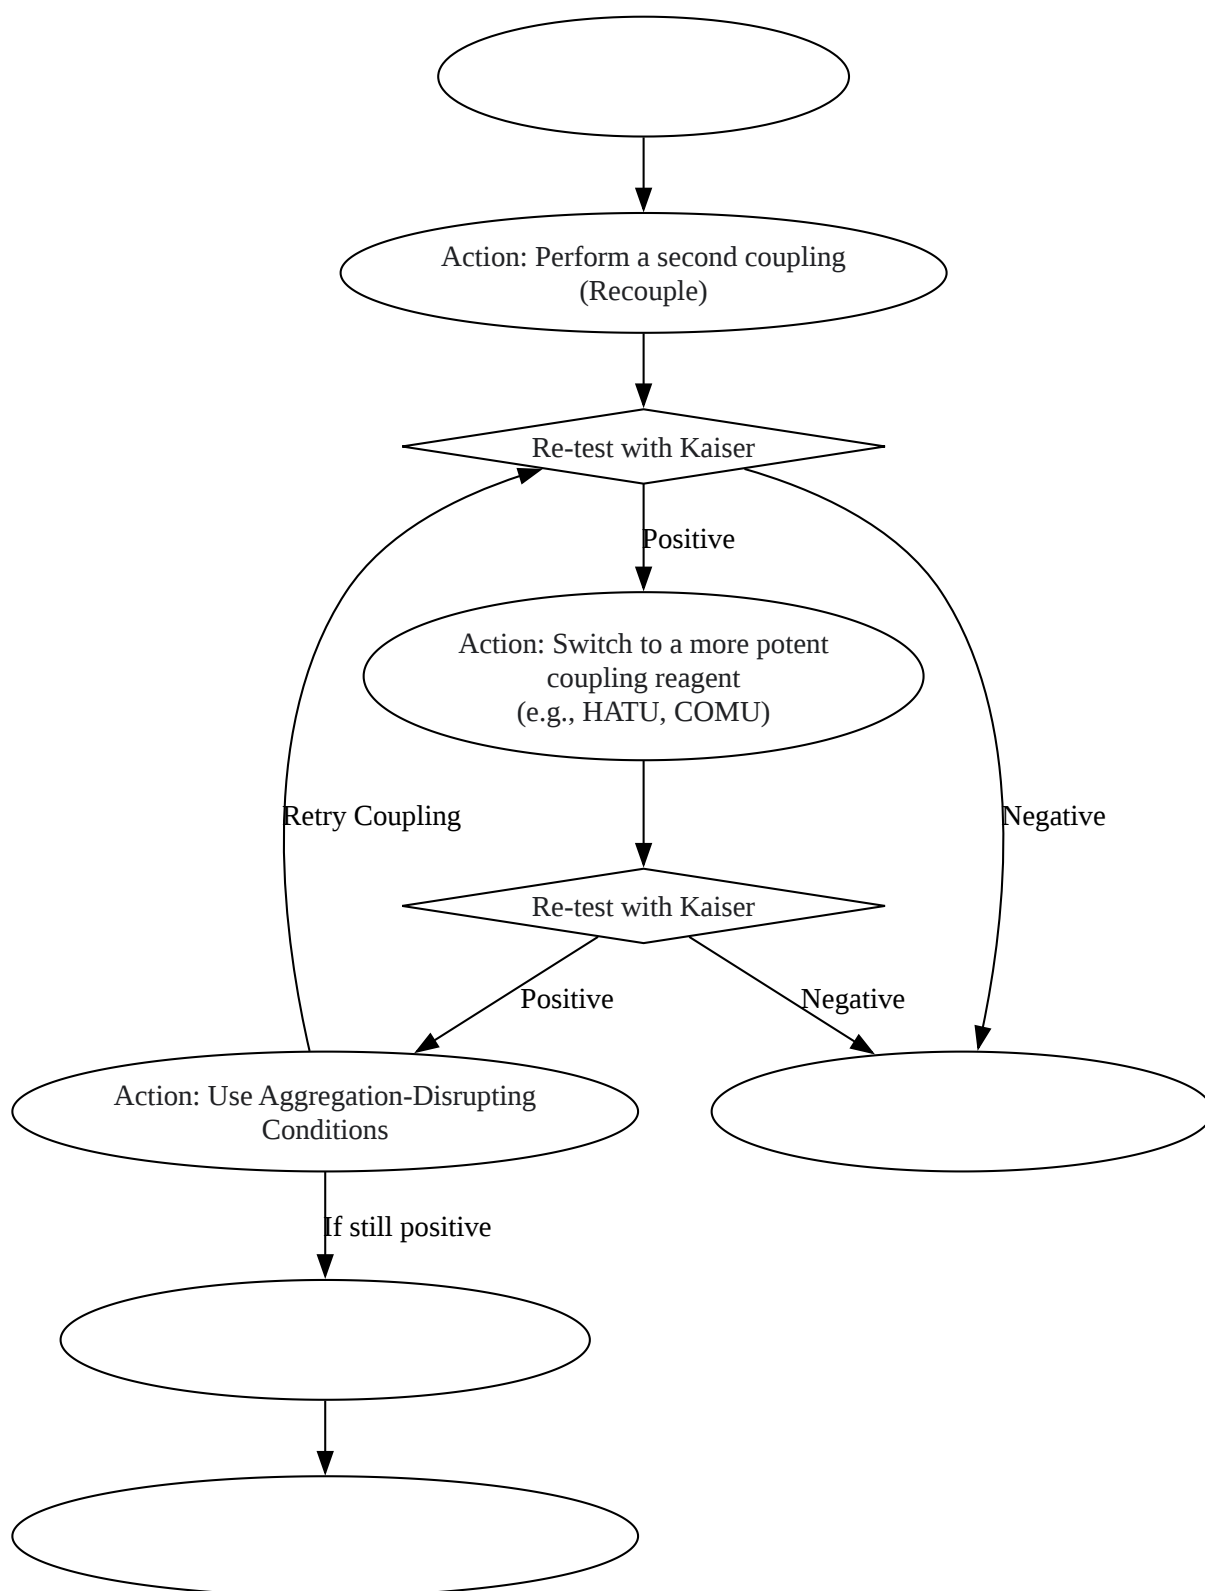 Action: Perform a second coupling
(Recouple)
Re-test with Kaiser
Positive
Action: Switch to a more potent
coupling reagent
(e.g., HATU, COMU)
Retry Coupling
Negative
Re-test with Kaiser
Positive
Negative
Action: Use Aggregation-Disrupting
Conditions
If still positive